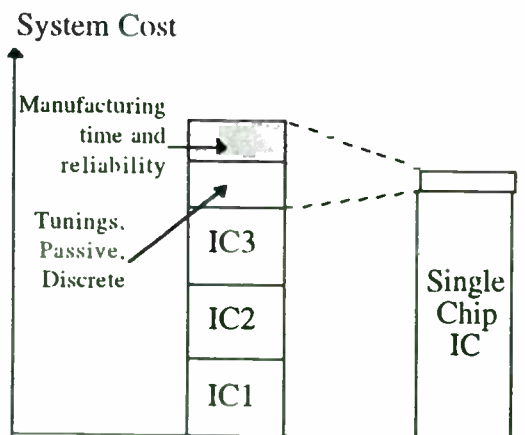 System Cost
Manufacturing
time and
reliability
Tunings,
Passive,
Discrete
IC3
IC2
IC1
Single
Chip
IC